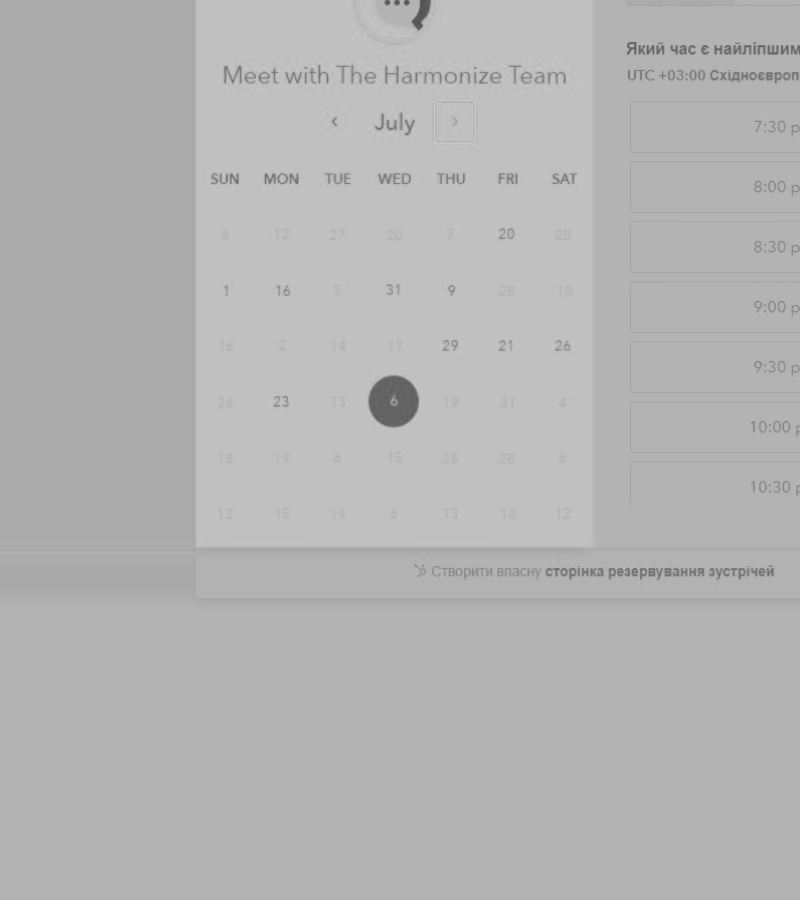 Meet with The Harmonize Team
July
SUN MON TUE WED THU FRI SAT
6 12 27 20 7 20 28
1 16 5 31 9 28 10
16 2 14 17 29 21 26
26 23 13 6 19 31 4
18 19 6 15 25 28 6
12 15 19 6 13 10 12
Який час є найліпшим
UTC +03:00 Східноєвроп
7:30
8:00
8:30
9:00
9:30
10:00
10:30
Створити власну сторінка резервування зустрічей